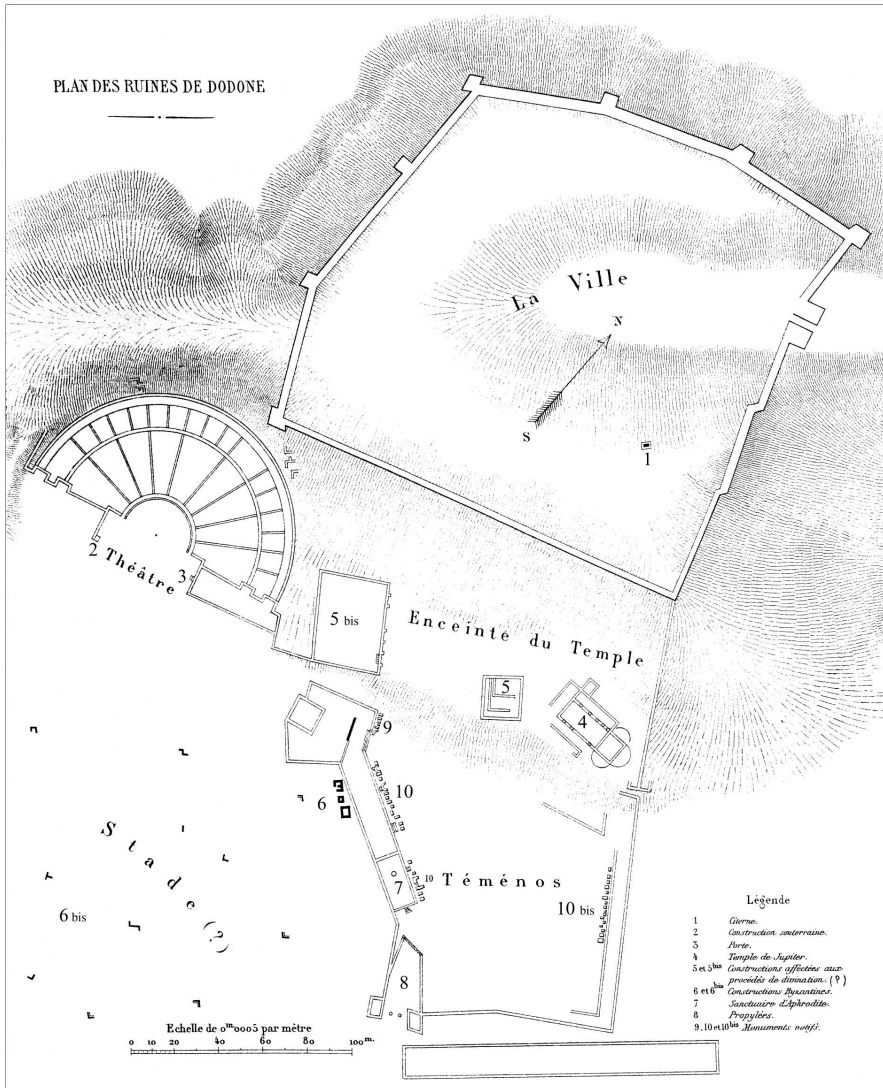 PLAN DES RUINES DE DODONE
La Ville
N
S
1
2
Théâtre
3
5 bis
Enceinte du Temple
5
4
9
6
10
Stade (?)
7
10
Téménos
6 bis
10 bis
8
Légende
1 Citerne.
2 Construction souterraine.
3 Porte.
4 Temple de Jupiter.
5 et 5bis Constructions affectées aux
procédés de divination. (?)
6 et 6bis Constructions Byzantines.
7 Sanctuaire d'Aphrodite.
8 Propylées.
9, 10 et 10bis Monuments votifs.
Echelle de 0m0005 par mètre
0 10 20 60 100 m.